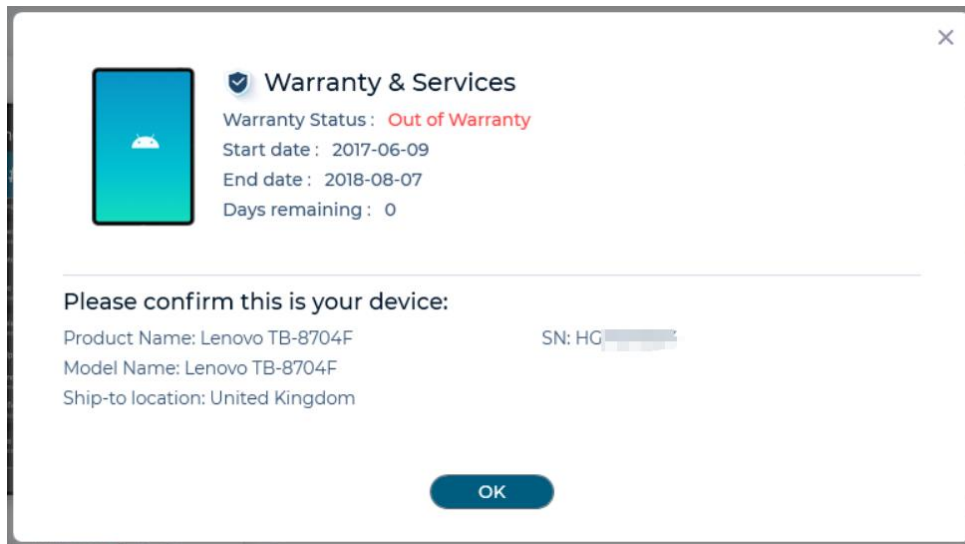 Warranty & Services
Warranty Status : Out of Warranty
Start date : 2017-06-09
End date : 2018-08-07
Days remaining : 0
Please confirm this is your device:
Product Name: Lenovo TB-8704F
SN: HG
Model Name: Lenovo TB-8704F
Ship-to location: United Kingdom
OK